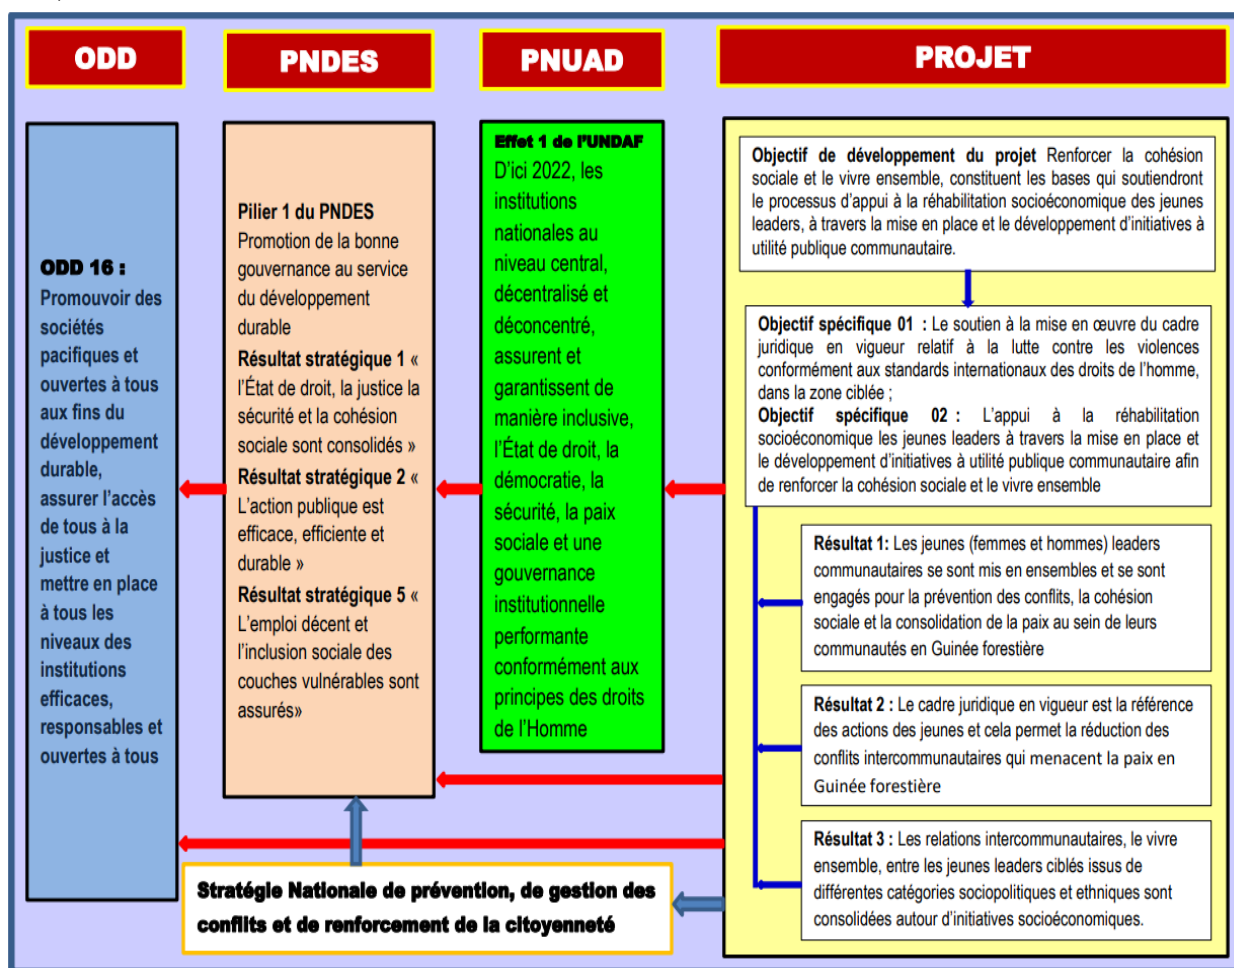 ODD
PNDES
PNUAD
PROJET
ODD 16 :
Promouvoir des
sociétés
pacifiques et
ouvertes à tous
aux fins du
développement
durable,
assurer l’accès
de tous à la
justice et
mettre en place
à tous les
niveaux des
institutions
efficaces,
responsables et
ouvertes à tous
Pilier 1 du PNDES
Promotion de la bonne
gouvernance au service
du développement
durable
Résultat stratégique 1 «
l’État de droit, la justice la
sécurité et la cohésion
sociale sont consolidés »
Résultat stratégique 2 «
L’action publique est
efficace, efficiente et
durable »
Résultat stratégique 5 «
L’emploi décent et
l’inclusion sociale des
couches vulnérables sont
assurés»
Effet 1 de l’UNDAF
D’ici 2022, les
institutions
nationales au
niveau central,
décentralisé et
déconcentré,
assurent et
garantissent de
manière inclusive,
l’État de droit, la
démocratie, la
sécurité, la paix
sociale et une
gouvernance
institutionnelle
performante
conformément aux
principes des droits
de l’Homme
Objectif de développement du projet Renforcer la cohésion
sociale et le vivre ensemble, constituent les bases qui soutiendront
le processus d’appui à la réhabilitation socioéconomique des jeunes
leaders, à travers la mise en place et le développement d’initiatives à
utilité publique communautaire.
Objectif spécifique 01 : Le soutien à la mise en œuvre du cadre
juridique en vigueur relatif à la lutte contre les violences
conformément aux standards internationaux des droits de l’homme,
dans la zone ciblée ;
Objectif spécifique 02 : L’appui à la réhabilitation
socioéconomique les jeunes leaders à travers la mise en place et
le développement d’initiatives à utilité publique communautaire afin
de renforcer la cohésion sociale et le vivre ensemble
Résultat 1: Les jeunes (femmes et hommes) leaders
communautaires se sont mis en ensembles et se sont
engagés pour la prévention des conflits, la cohésion
sociale et la consolidation de la paix au sein de leurs
communautés en Guinée forestière
Résultat 2 : Le cadre juridique en vigueur est la référence
des actions des jeunes et cela permet la réduction des
conflits intercommunautaires qui menacent la paix en
Guinée forestière
Résultat 3 : Les relations intercommunautaires, le vivre
ensemble, entre les jeunes leaders ciblés issus de
différentes catégories sociopolitiques et ethniques sont
consolidées autour d’initiatives socioéconomiques.
Stratégie Nationale de prévention, de gestion des
conflits et de renforcement de la citoyenneté